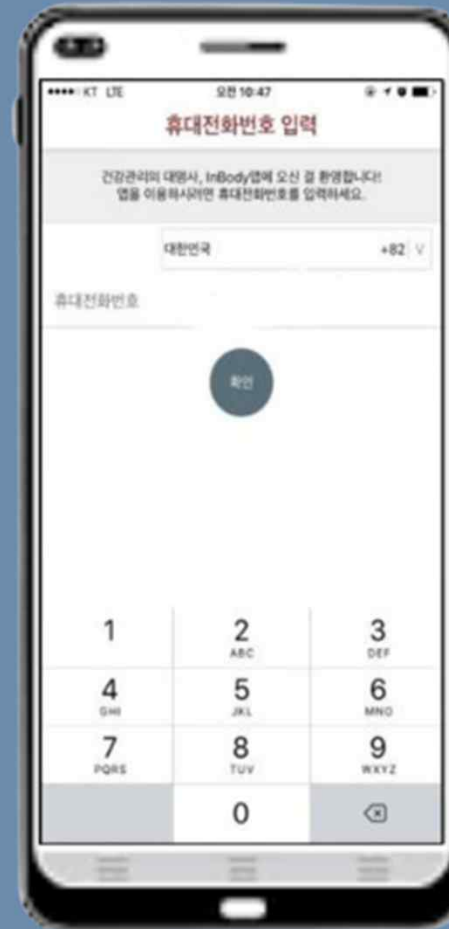 KT LTE
오전 10:47
휴대전화번호 입력
건강관리의 대명사, InBody앱에 오신 걸 환영합니다!
앱을 이용하시려면 휴대전화번호를 입력하세요.
대한민국 +82
휴대전화번호
확인
1 2 3
ABC DEF
4 5 6
GHI JKL MNO
7 8 9
PQRS TUV WXYZ
0